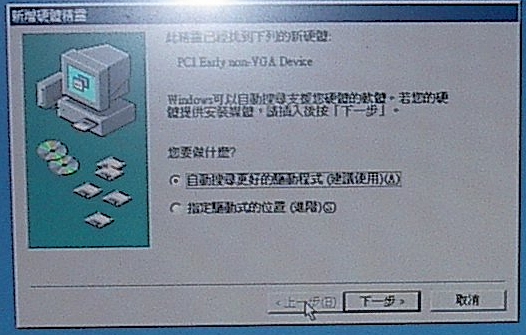 新增硬體精靈
此精靈已經找到下列的新硬體:
PCI Early non-VGA Device
Windows可以自動搜尋支援您硬體的軟體。若您的硬
體提供安裝媒體，請插入後按「下一步」。
您要做什麼?
自動搜尋更好的驅動程式 (建議使用)(A)
指定驅動式的位置 (進階)(S)
<上一步(B)
下一步 >
取消